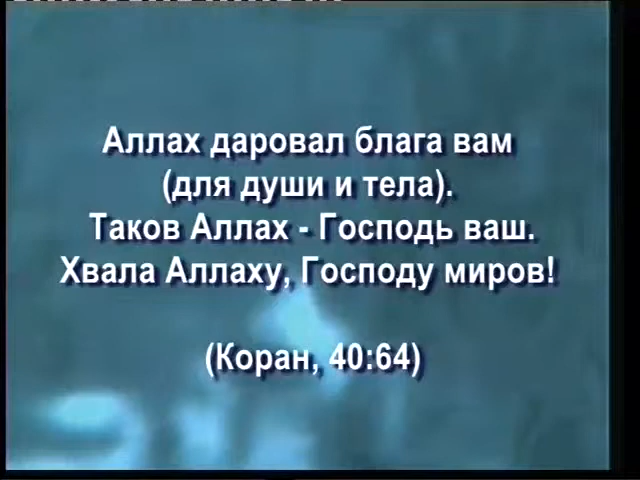 Аллах даровал блага вам
(для души и тела).
Таков Аллах - Господь ваш.
Хвала Аллаху, Господу миров!
(Коран, 40:64)